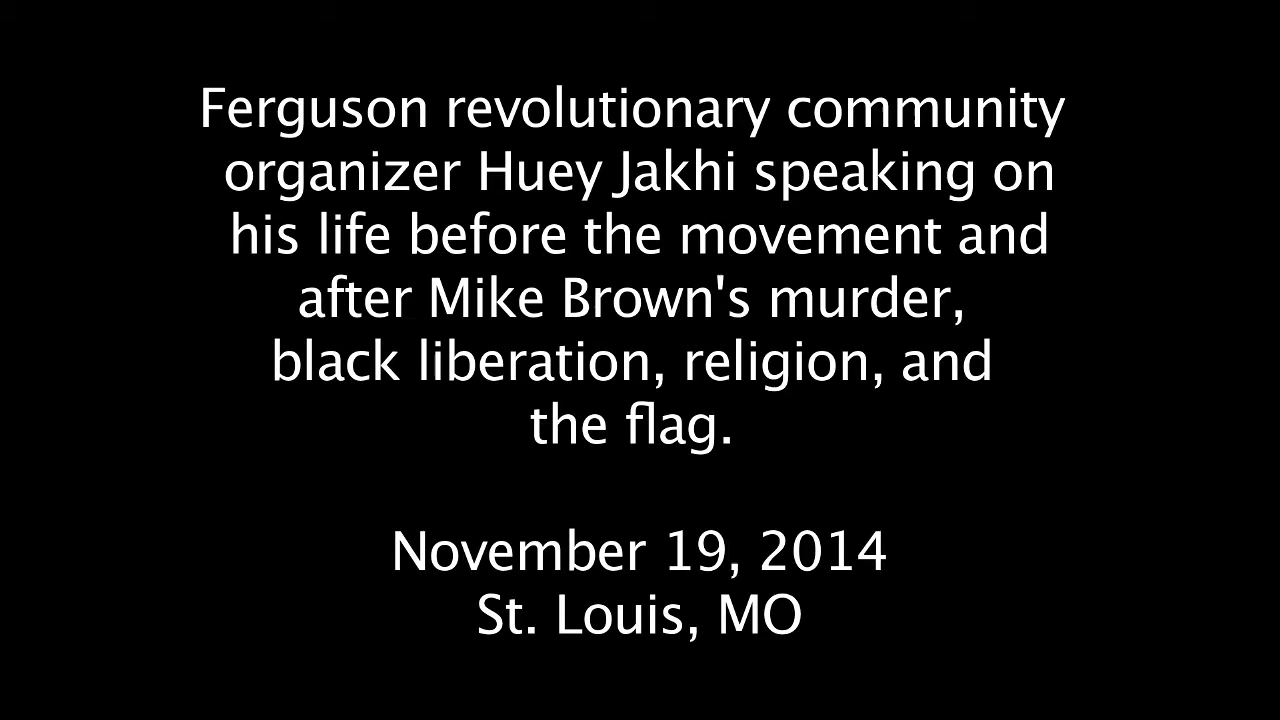 Ferguson revolutionary community
organizer Huey Jakhi speaking on
his life before the movement and
after Mike Brown's murder,
black liberation, religion, and
the flag.
November 19, 2014
St. Louis, MO